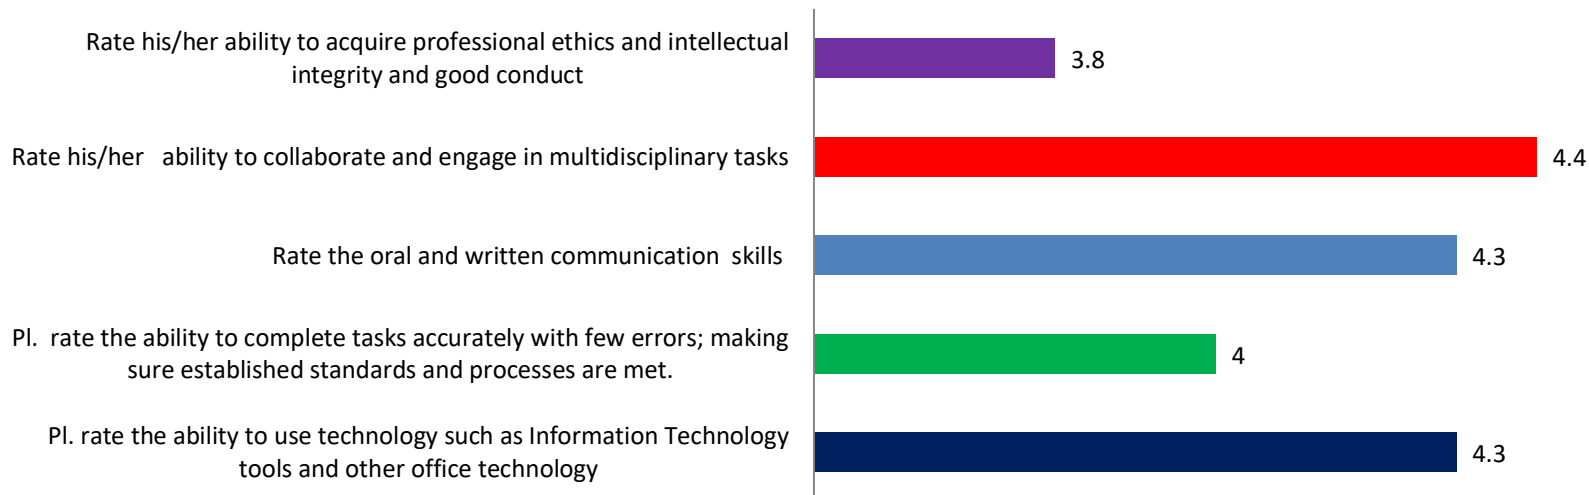 Rate his/her ability to acquire professional ethics and intellectual
integrity and good conduct
3.8
Rate his/her   ability to collaborate and engage in multidisciplinary tasks
4.4
Rate the oral and written communication  skills
4.3
Pl.  rate the ability to complete tasks accurately with few errors; making
sure established standards and processes are met.
4
Pl. rate the ability to use technology such as Information Technology
tools and other office technology
4.3